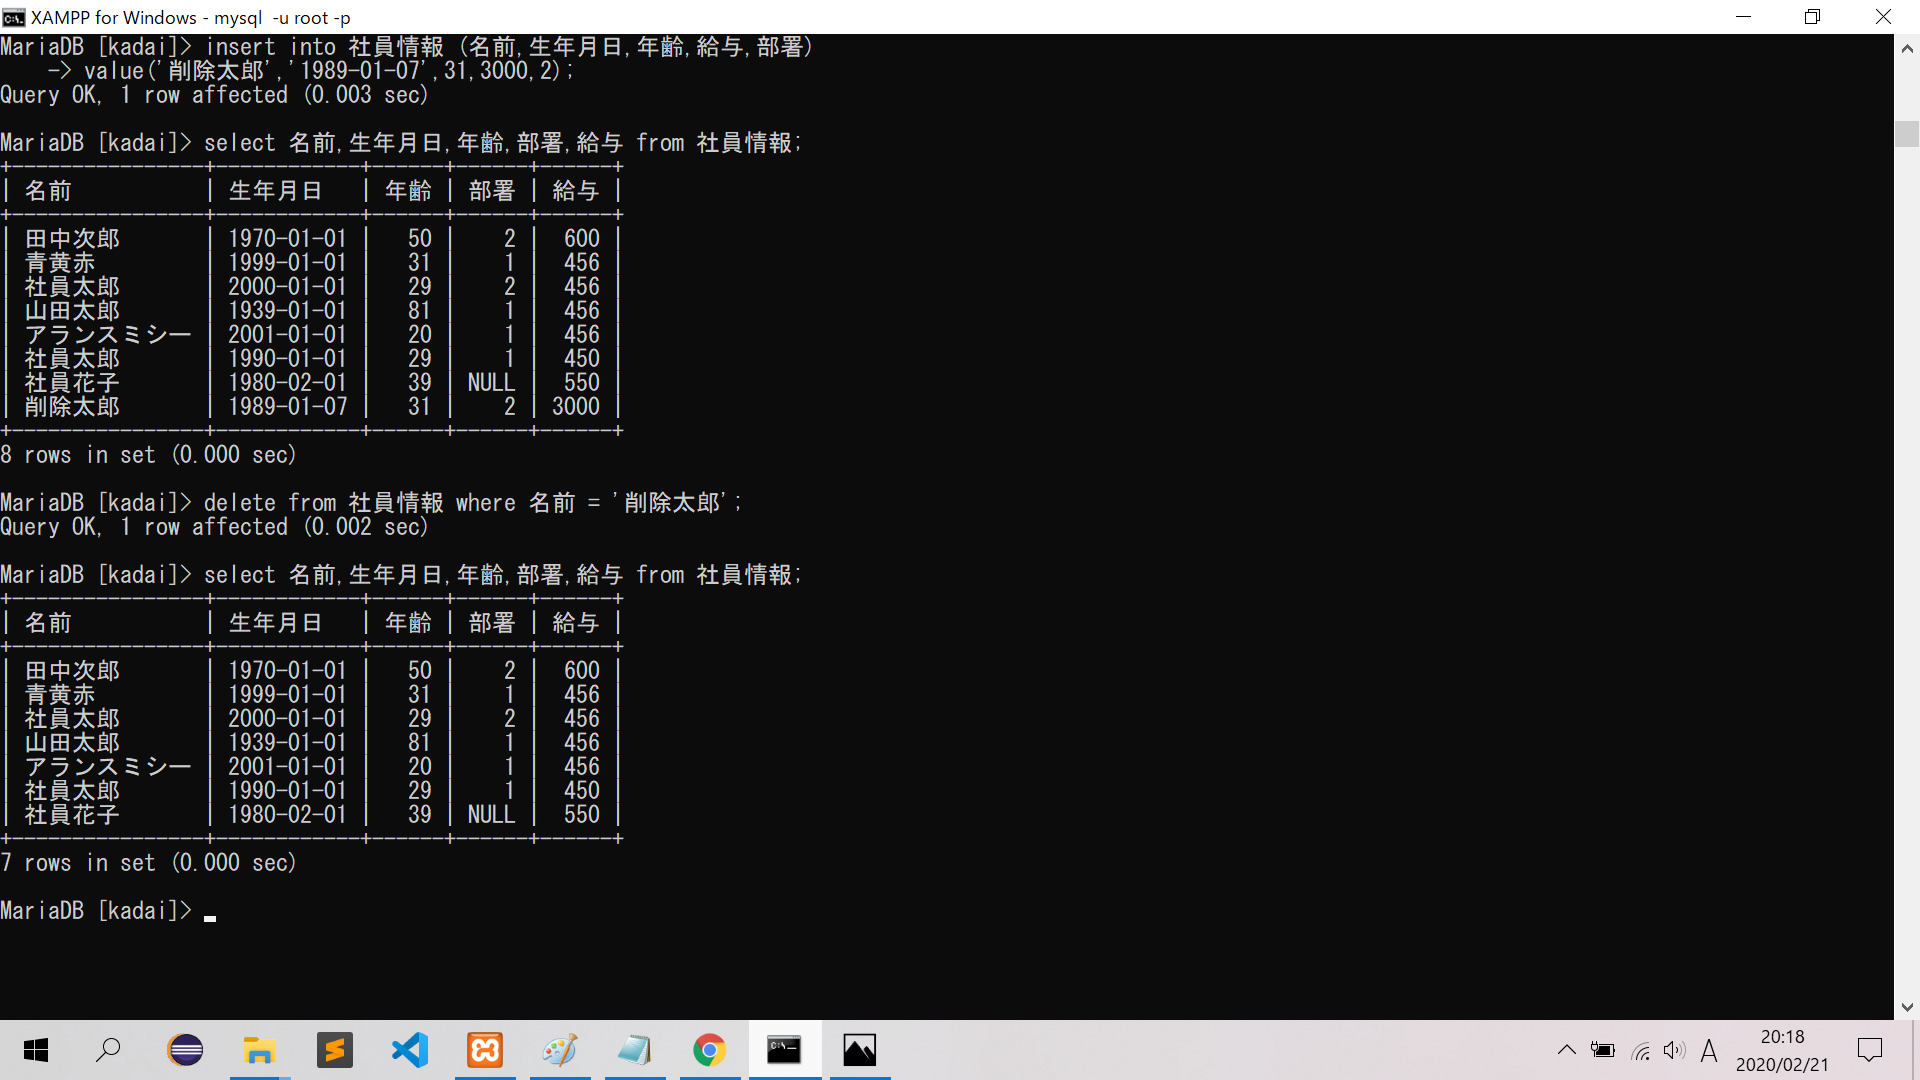 XAMPP for Windows - mysql  -u root -p
MariaDB [kadai]> insert into 社員情報 (名前,生年月日,年齢,給与,部署)
    -> value('削除太郎','1989-01-07',31,3000,2);
Query OK, 1 row affected (0.003 sec)
MariaDB [kadai]> select 名前,生年月日,年齢,部署,給与 from 社員情報;
+----------------+------------+------+------+------+
| 名前           | 生年月日   | 年齢 | 部署 | 給与 |
+----------------+------------+------+------+------+
| 田中次郎       | 1970-01-01 |   50 |    2 |  600 |
| 青黄赤         | 1999-01-01 |   31 |    1 |  456 |
| 社員太郎       | 2000-01-01 |   29 |    2 |  456 |
| 山田太郎       | 1939-01-01 |   81 |    1 |  456 |
| アランスミシー | 2001-01-01 |   20 |    1 |  456 |
| 社員太郎       | 1990-01-01 |   29 |    1 |  450 |
| 社員花子       | 1980-02-01 |   39 | NULL |  550 |
| 削除太郎       | 1989-01-07 |   31 |    2 | 3000 |
+----------------+------------+------+------+------+
8 rows in set (0.000 sec)
MariaDB [kadai]> delete from 社員情報 where 名前 = '削除太郎';
Query OK, 1 row affected (0.002 sec)
MariaDB [kadai]> select 名前,生年月日,年齢,部署,給与 from 社員情報;
+----------------+------------+------+------+------+
| 名前           | 生年月日   | 年齢 | 部署 | 給与 |
+----------------+------------+------+------+------+
| 田中次郎       | 1970-01-01 |   50 |    2 |  600 |
| 青黄赤         | 1999-01-01 |   31 |    1 |  456 |
| 社員太郎       | 2000-01-01 |   29 |    2 |  456 |
| 山田太郎       | 1939-01-01 |   81 |    1 |  456 |
| アランスミシー | 2001-01-01 |   20 |    1 |  456 |
| 社員太郎       | 1990-01-01 |   29 |    1 |  450 |
| 社員花子       | 1980-02-01 |   39 | NULL |  550 |
+----------------+------------+------+------+------+
7 rows in set (0.000 sec)
MariaDB [kadai]> _
A
20:18
2020/02/21